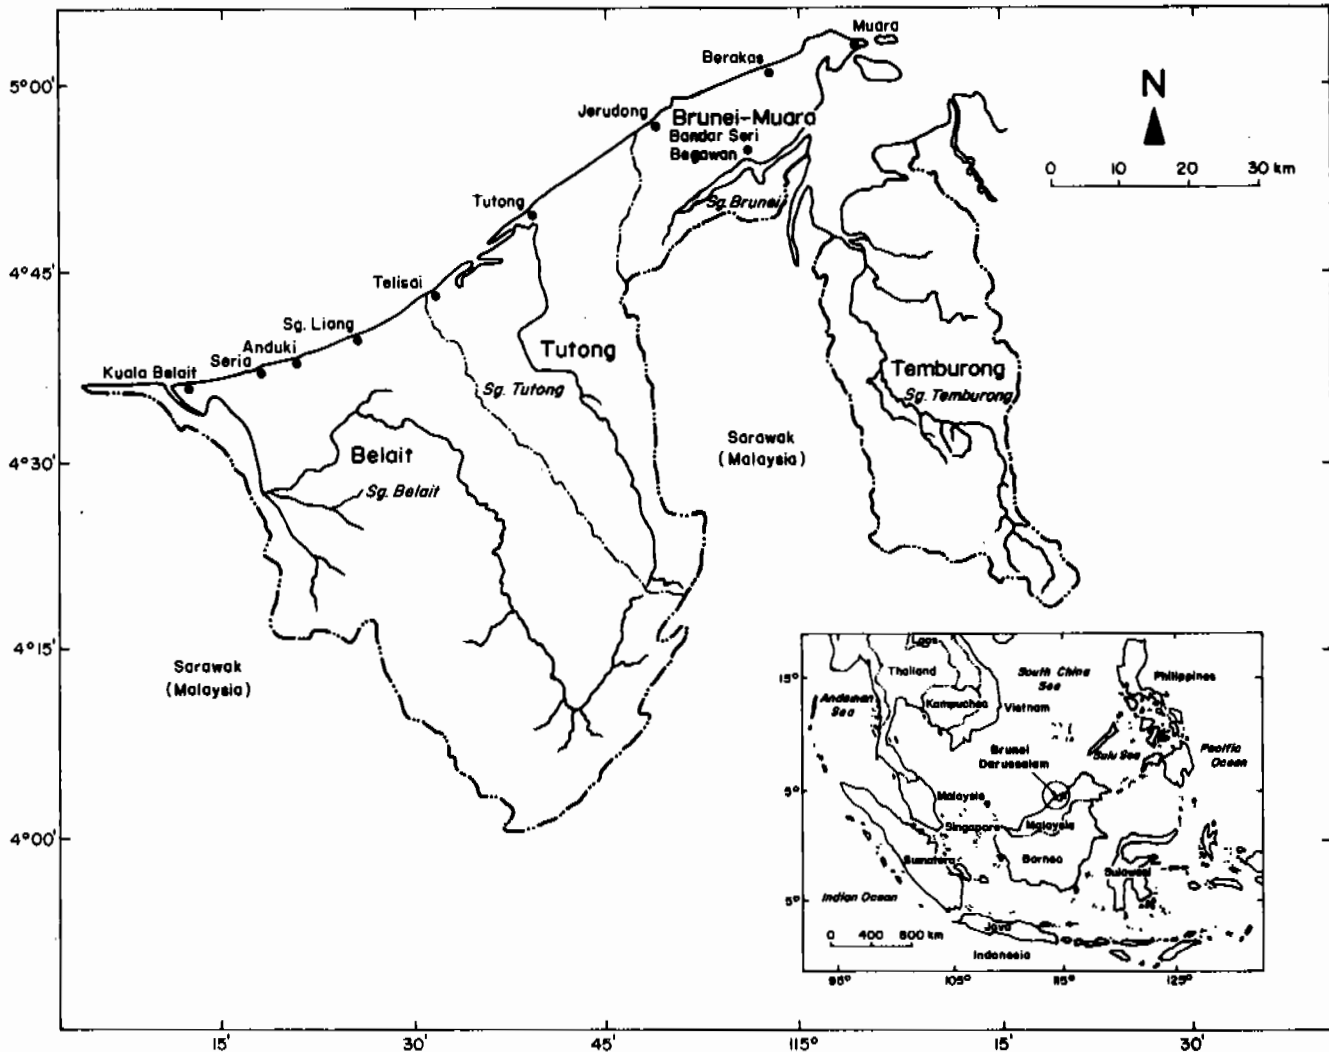 Muara
Berakas
5°00'
N
Jerudong
Brunei-Muara
Bandar Seri
Begawan
0 10 20 30 km
Tutong
Sg. Brunei
4°45'
Telisai
Sg. Liang
Anduki
Seria
Kuala Belait
Tutong
Sg. Tutong
Temburong
Sg. Temburong
Belait
Sg. Belait
Sarawak
(Malaysia)
4°30'
4°15'
Sarawak
(Malaysia)
4°00'
Laos
Thailand
South China
Sea
Philippines
15°
Andaman
Sea
Kampuchea
Vietnam
Brunei
Darussalam
Sulu Sea
Pacific
Ocean
5°
Malaysia
Singapore
Malaysia
Sumatera
Borneo
Sulawesi
Indian Ocean
5°
0 400 800 km
Java
Indonesia
95° 105° 115° 125°
15' 30' 45' 115° 15' 30'